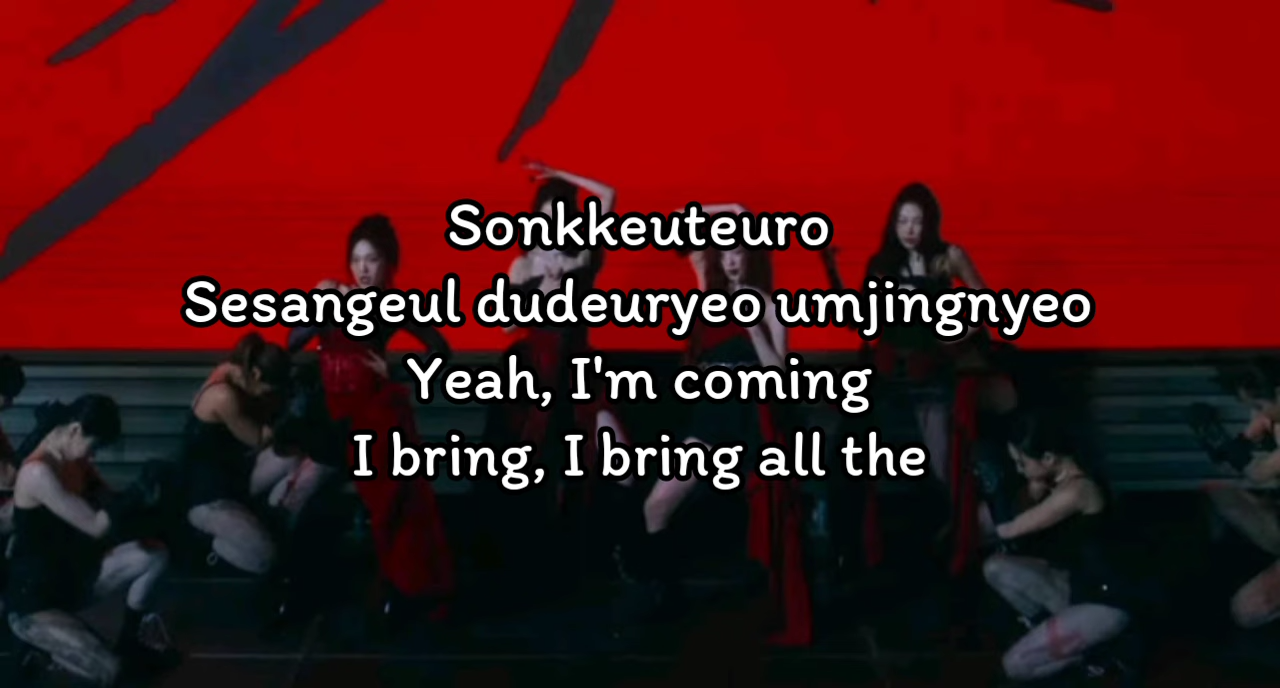 Sonkkeuteuro
Sesangeul dudeuryeo umjingnyeo
Yeah, I'm coming
I bring, I bring all the